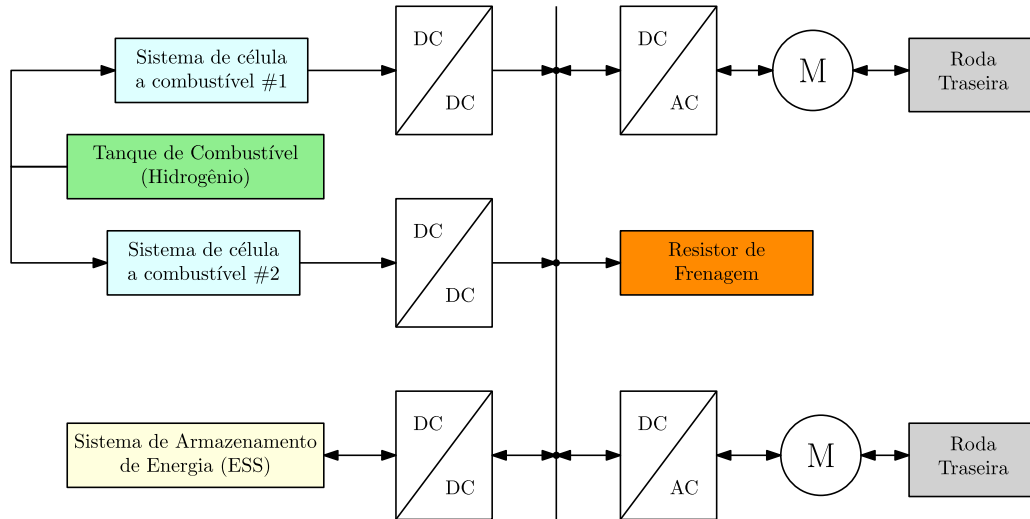 Sistema de célula
a combustível #1
DC
DC
DC
AC
M
Roda
Traseira
Tanque de Combustível
(Hidrogênio)
Sistema de célula
a combustível #2
DC
DC
Resistor de
Frenagem
Sistema de Armazenamento
de Energia (ESS)
DC
DC
DC
AC
M
Roda
Traseira